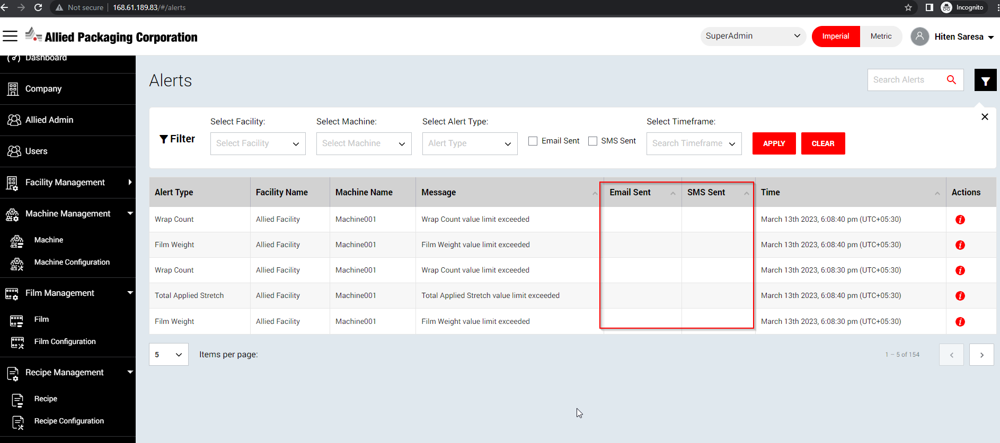 Not secure 168.61.189.83/#/alerts Incognito
Allied Packaging Corporation
SuperAdmin Imperial Metric Hiten Saresa
Dashboard
Company
Allied Admin
Users
Facility Management
Machine Management
Machine
Machine Configuration
Film Management
Film
Film Configuration
Recipe Management
Recipe
Recipe Configuration
Alerts
Search Alerts
Filter
Select Facility: Select Machine: Select Alert Type: Select Timeframe:
Select Facility Select Machine Alert Type Email Sent SMS Sent Search Timeframe APPLY CLEAR
Alert Type Facility Name Machine Name Message Email Sent SMS Sent Time Actions
Wrap Count Allied Facility Machine001 Wrap Count value limit exceeded March 13th 2023, 6:08:40 pm (UTC+05:30)
Film Weight Allied Facility Machine001 Film Weight value limit exceeded March 13th 2023, 6:08:40 pm (UTC+05:30)
Wrap Count Allied Facility Machine001 Wrap Count value limit exceeded March 13th 2023, 6:08:30 pm (UTC+05:30)
Total Applied Stretch Allied Facility Machine001 Total Applied Stretch value limit exceeded March 13th 2023, 6:08:40 pm (UTC+05:30)
Film Weight Allied Facility Machine001 Film Weight value limit exceeded March 13th 2023, 6:08:30 pm (UTC+05:30)
5 Items per page: 1 – 5 of 154